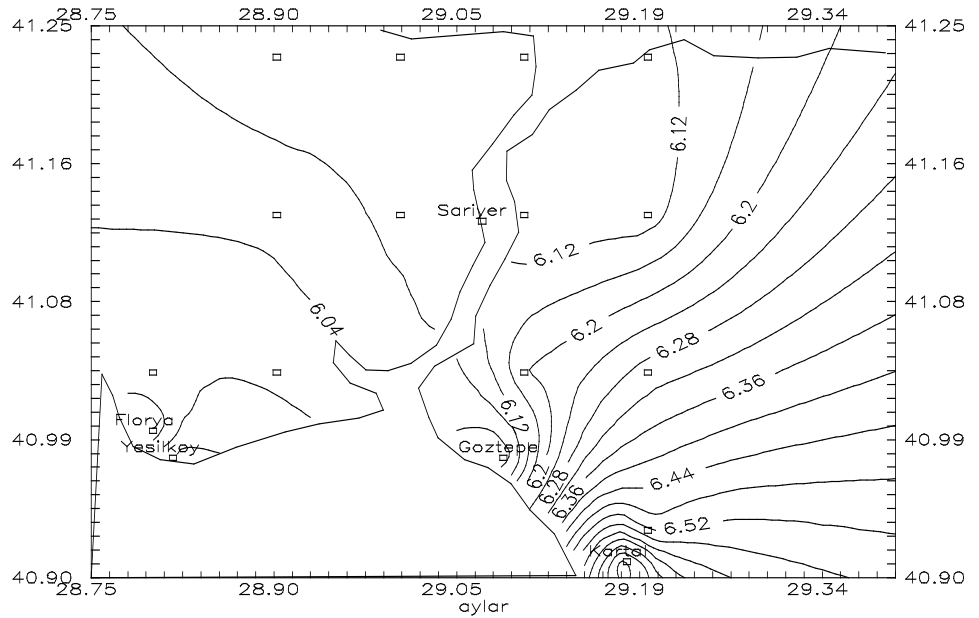 28.75 28.90 29.05 29.19 29.34
41.25 41.25
6.12
41.16 41.16
6.2
Sariyer
6.12
41.08 41.08
6.04 6.2 6.28
6.36
Florya 6.12
40.99 40.99
Yesilkoy Goztepe
6.2 6.28 6.36 6.44
6.52
Kartal
40.90 40.90
28.75 28.90 29.05 29.19 29.34
aylar